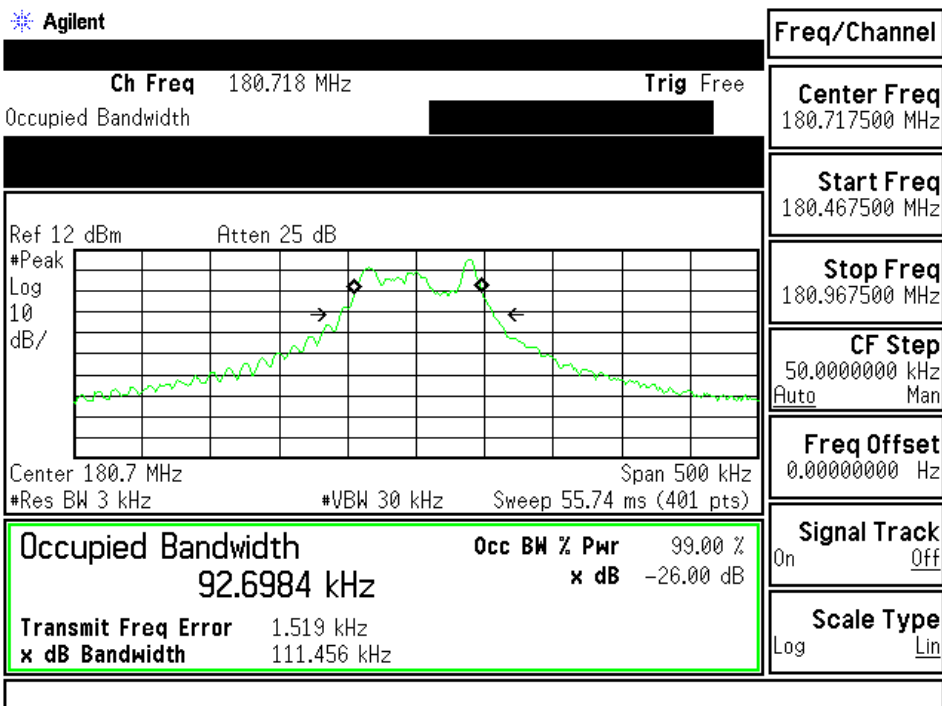 Agilent
Freq/Channel
Ch Freq 180.718 MHz Trig Free
Occupied Bandwidth
Center Freq
180.717500 MHz
Start Freq
180.467500 MHz
Ref 12 dBm Atten 25 dB
#Peak
Log
10
dB/
Stop Freq
180.967500 MHz
CF Step
50.0000000 kHz
Auto Man
Freq Offset
0.00000000 Hz
Center 180.7 MHz Span 500 kHz
#Res BW 3 kHz #VBW 30 kHz Sweep 55.74 ms (401 pts)
Signal Track
On Off
Occupied Bandwidth Occ BW % Pwr 99.00 %
92.6984 kHz x dB -26.00 dB
Transmit Freq Error 1.519 kHz
x dB Bandwidth 111.456 kHz
Scale Type
Log Lin